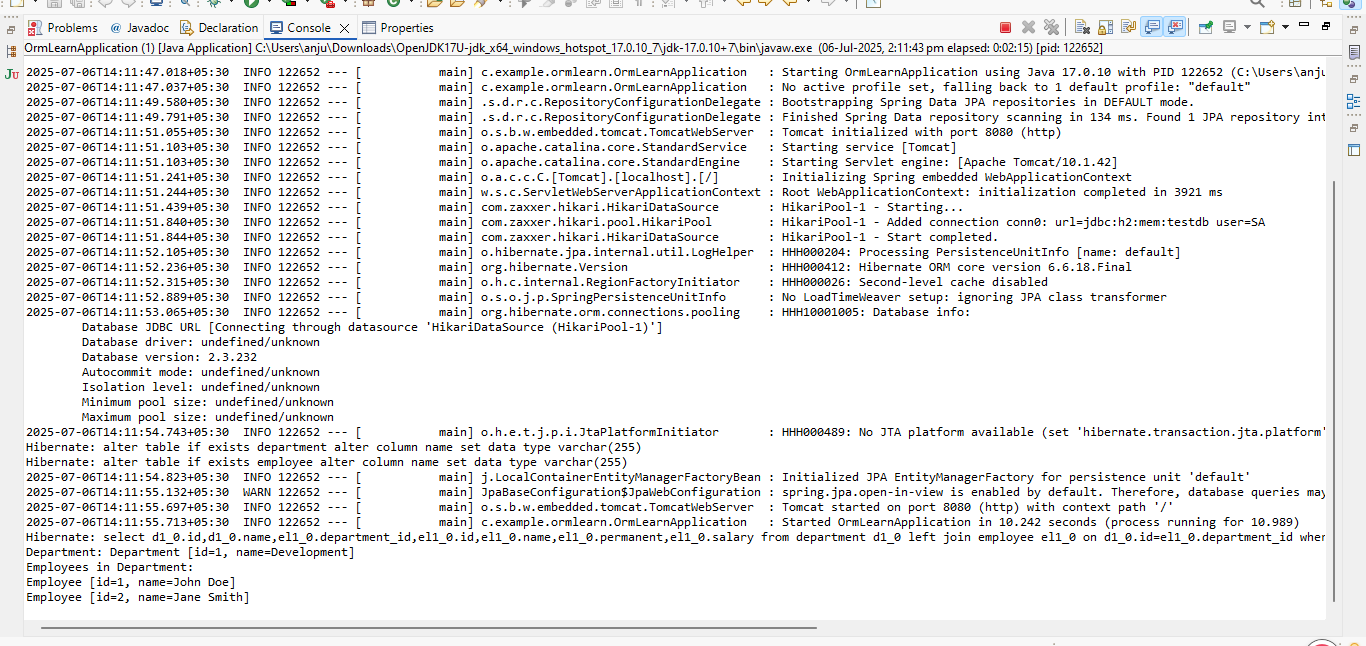 Problems @ Javadoc Declaration Console Properties
OrmLearnApplication (1) [Java Application] C:\Users\anju\Downloads\OpenJDK17U-jdk_x64_windows_hotspot_17.0.10_7\jdk-17.0.10+7\bin\javaw.exe (06-Jul-2025, 2:11:43 pm elapsed: 0:02:15) [pid: 122652]
2025-07-06T14:11:47.018+05:30  INFO 122652 --- [           main] c.example.ormlearn.OrmLearnApplication   : Starting OrmLearnApplication using Java 17.0.10 with PID 122652 (C:\Users\anju
2025-07-06T14:11:47.037+05:30  INFO 122652 --- [           main] c.example.ormlearn.OrmLearnApplication   : No active profile set, falling back to 1 default profile: "default"
2025-07-06T14:11:49.580+05:30  INFO 122652 --- [           main] .s.d.r.c.RepositoryConfigurationDelegate : Bootstrapping Spring Data JPA repositories in DEFAULT mode.
2025-07-06T14:11:49.791+05:30  INFO 122652 --- [           main] .s.d.r.c.RepositoryConfigurationDelegate : Finished Spring Data repository scanning in 134 ms. Found 1 JPA repository int
2025-07-06T14:11:51.055+05:30  INFO 122652 --- [           main] o.s.b.w.embedded.tomcat.TomcatWebServer  : Tomcat initialized with port 8080 (http)
2025-07-06T14:11:51.103+05:30  INFO 122652 --- [           main] o.apache.catalina.core.StandardService   : Starting service [Tomcat]
2025-07-06T14:11:51.103+05:30  INFO 122652 --- [           main] o.apache.catalina.core.StandardEngine    : Starting Servlet engine: [Apache Tomcat/10.1.42]
2025-07-06T14:11:51.241+05:30  INFO 122652 --- [           main] o.a.c.c.C.[Tomcat].[localhost].[/]       : Initializing Spring embedded WebApplicationContext
2025-07-06T14:11:51.244+05:30  INFO 122652 --- [           main] w.s.c.ServletWebServerApplicationContext : Root WebApplicationContext: initialization completed in 3921 ms
2025-07-06T14:11:51.439+05:30  INFO 122652 --- [           main] com.zaxxer.hikari.HikariDataSource       : HikariPool-1 - Starting...
2025-07-06T14:11:51.840+05:30  INFO 122652 --- [           main] com.zaxxer.hikari.pool.HikariPool        : HikariPool-1 - Added connection conn0: url=jdbc:h2:mem:testdb user=SA
2025-07-06T14:11:51.844+05:30  INFO 122652 --- [           main] com.zaxxer.hikari.HikariDataSource       : HikariPool-1 - Start completed.
2025-07-06T14:11:52.105+05:30  INFO 122652 --- [           main] o.hibernate.jpa.internal.util.LogHelper  : HHH000204: Processing PersistenceUnitInfo [name: default]
2025-07-06T14:11:52.236+05:30  INFO 122652 --- [           main] org.hibernate.Version                    : HHH000412: Hibernate ORM core version 6.6.18.Final
2025-07-06T14:11:52.315+05:30  INFO 122652 --- [           main] o.h.c.internal.RegionFactoryInitiator    : HHH000026: Second-level cache disabled
2025-07-06T14:11:52.889+05:30  INFO 122652 --- [           main] o.s.o.j.p.SpringPersistenceUnitInfo      : No LoadTimeWeaver setup: ignoring JPA class transformer
2025-07-06T14:11:53.065+05:30  INFO 122652 --- [           main] org.hibernate.orm.connections.pooling    : HHH10001005: Database info:
Database JDBC URL [Connecting through datasource 'HikariDataSource (HikariPool-1)']
Database driver: undefined/unknown
Database version: 2.3.232
Autocommit mode: undefined/unknown
Isolation level: undefined/unknown
Minimum pool size: undefined/unknown
Maximum pool size: undefined/unknown
2025-07-06T14:11:54.743+05:30  INFO 122652 --- [           main] o.h.e.t.j.p.i.JtaPlatformInitiator       : HHH000489: No JTA platform available (set 'hibernate.transaction.jta.platform'
Hibernate: alter table if exists department alter column name set data type varchar(255)
Hibernate: alter table if exists employee alter column name set data type varchar(255)
2025-07-06T14:11:54.823+05:30  INFO 122652 --- [           main] j.LocalContainerEntityManagerFactoryBean : Initialized JPA EntityManagerFactory for persistence unit 'default'
2025-07-06T14:11:55.132+05:30  WARN 122652 --- [           main] JpaBaseConfiguration$JpaWebConfiguration : spring.jpa.open-in-view is enabled by default. Therefore, database queries may
2025-07-06T14:11:55.697+05:30  INFO 122652 --- [           main] o.s.b.w.embedded.tomcat.TomcatWebServer  : Tomcat started on port 8080 (http) with context path '/'
2025-07-06T14:11:55.713+05:30  INFO 122652 --- [           main] c.example.ormlearn.OrmLearnApplication   : Started OrmLearnApplication in 10.242 seconds (process running for 10.989)
Hibernate: select d1_0.id,d1_0.name,el1_0.department_id,el1_0.id,el1_0.name,el1_0.permanent,el1_0.salary from department d1_0 left join employee el1_0 on d1_0.id=el1_0.department_id wher
Department: Department [id=1, name=Development]
Employees in Department:
Employee [id=1, name=John Doe]
Employee [id=2, name=Jane Smith]